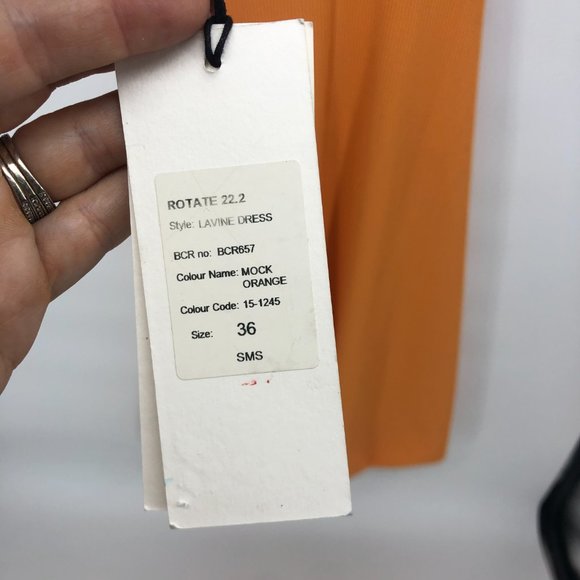 ROTATE 22.2
Style: LAVINE DRESS
BCR no: BCR657
Colour Name: MOCK
ORANGE
Colour Code: 15-1245
Size: 36
SMS